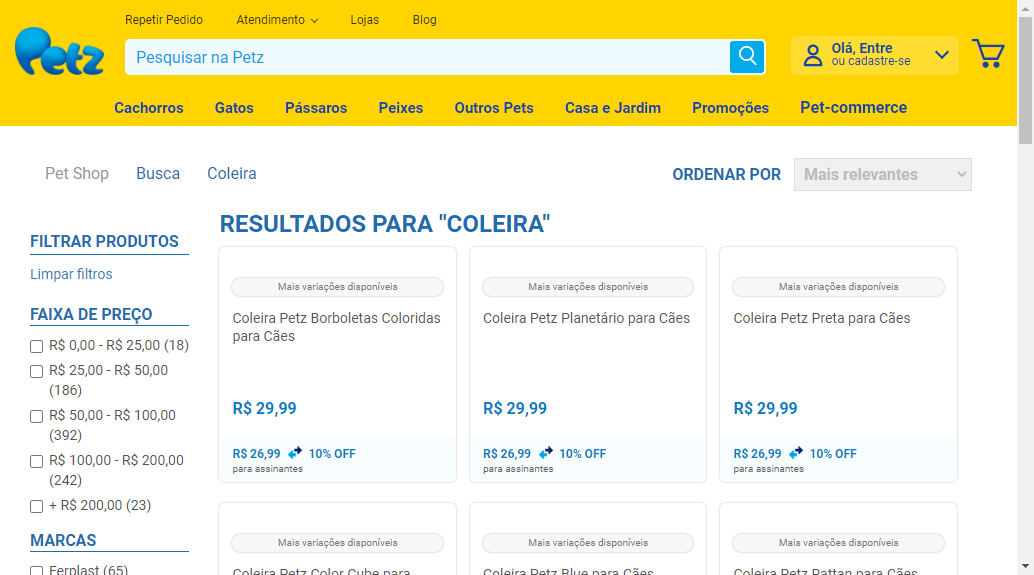 Repetir Pedido
Atendimento
Lojas
Blog
Petz
Pesquisar na Petz
Olá, Entre
ou cadastre-se
Cachorros
Gatos
Pássaros
Peixes
Outros Pets
Casa e Jardim
Promoções
Pet-commerce
Pet Shop
Busca
Coleira
ORDENAR POR
Mais relevantes
RESULTADOS PARA "COLEIRA"
FILTRAR PRODUTOS
Limpar filtros
FAIXA DE PREÇO
R$ 0,00 - R$ 25,00 (18)
R$ 25,00 - R$ 50,00
(186)
R$ 50,00 - R$ 100,00
(392)
R$ 100,00 - R$ 200,00
(242)
+ R$ 200,00 (23)
MARCAS
Ferplast (65)
Mais variações disponíveis
Coleira Petz Borboletas Coloridas
para Cães
R$ 29,99
R$ 26,99
10% OFF
para assinantes
Mais variações disponíveis
Coleira Petz Planetário para Cães
R$ 29,99
R$ 26,99
10% OFF
para assinantes
Mais variações disponíveis
Coleira Petz Preta para Cães
R$ 29,99
R$ 26,99
10% OFF
para assinantes
Mais variações disponíveis
Coleira Petz Color Cube para
Mais variações disponíveis
Coleira Petz Blue para Cães
Mais variações disponíveis
Coleira Petz Rattan para Cães